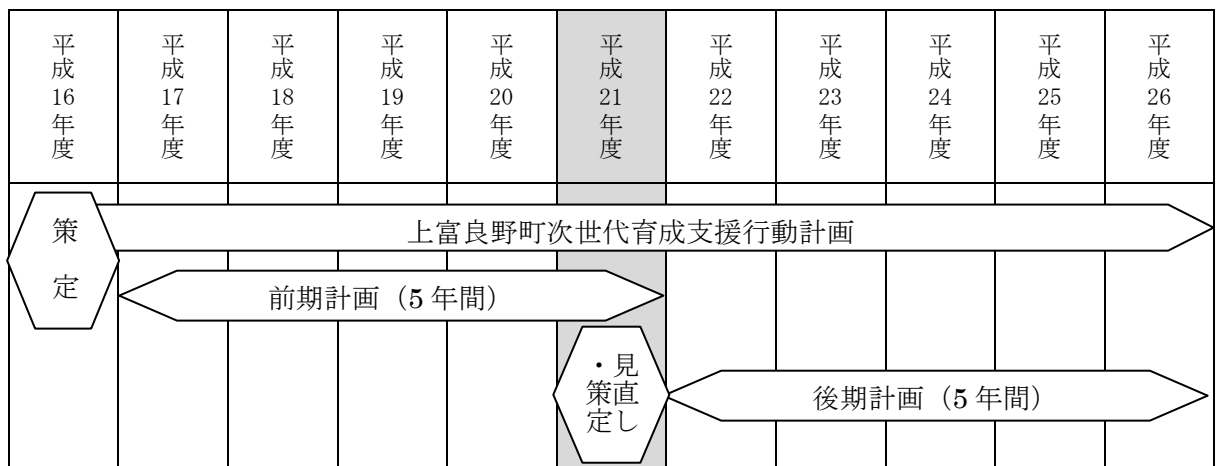 平成16年度
平成17年度
平成18年度
平成19年度
平成20年度
平成21年度
平成22年度
平成23年度
平成24年度
平成25年度
平成26年度
策定
上富良野町次世代育成支援行動計画
前期計画（5年間）
見直し
・策定
後期計画（5年間）